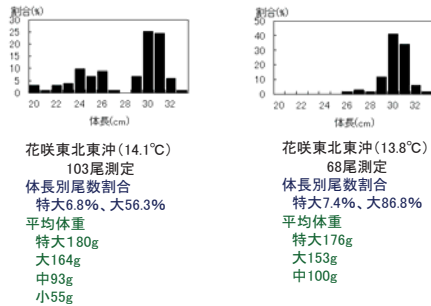 割合(%)
30
25
20
15
10
5
0
20 22 24 26 28 30 32
体長(cm)
花咲東北東沖(14.1℃)
103尾測定
体長別尾数割合
特大6.8%、大56.3%
平均体重
特大180g
大164g
中93g
小55g
割合(%)
50
40
30
20
10
0
20 22 24 26 28 30 32
体長(cm)
花咲東北東沖(13.8℃)
68尾測定
体長別尾数割合
特大7.4%、大86.8%
平均体重
特大176g
大153g
中100g